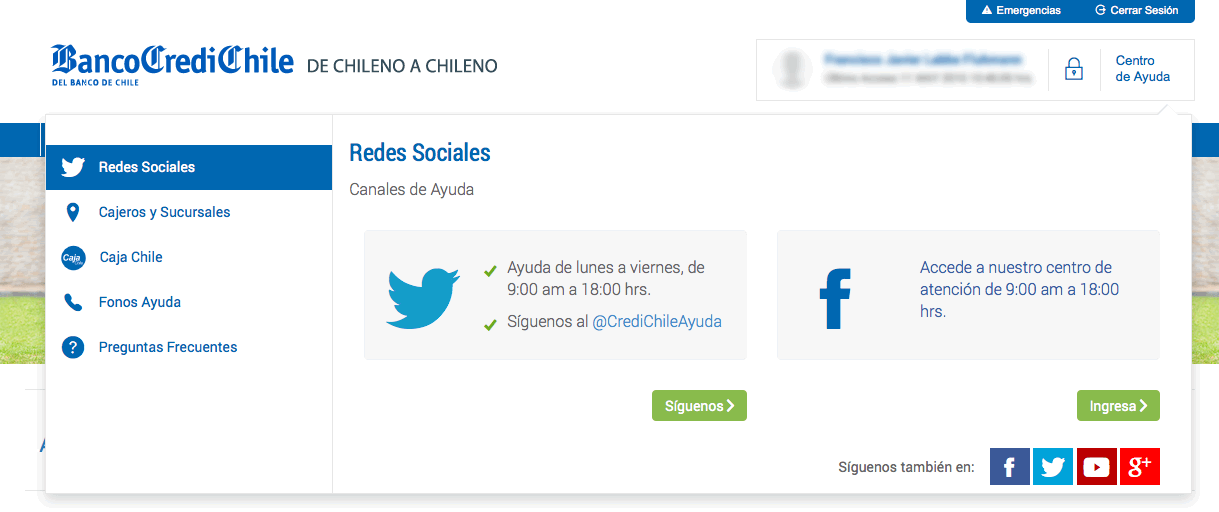 Emergencias
Cerrar Sesión
BancoCrediChile
DEL BANCO DE CHILE
DE CHILENO A CHILENO
Centro
de Ayuda
Redes Sociales
Cajeros y Sucursales
Caja
Caja Chile
Fonos Ayuda
Preguntas Frecuentes
Redes Sociales
Canales de Ayuda
Ayuda de lunes a viernes, de
9:00 am a 18:00 hrs.
Síguenos al @CrediChileAyuda
Síguenos
Accede a nuestro centro de
atención de 9:00 am a 18:00
hrs.
Ingresa
Síguenos también en: